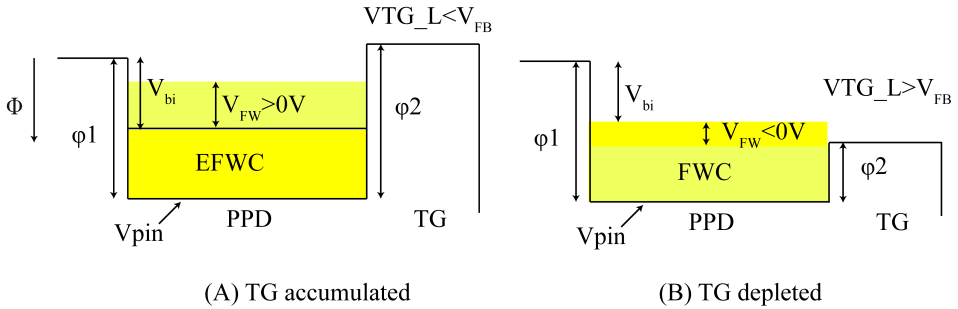 VTG_L<VFB
Φ
φ1
Vbi
VFW>0V
φ2
EFWC
Vpin
PPD
TG
(A) TG accumulated
VTG_L>VFB
Vbi
φ1
VFW<0V
FWC
φ2
Vpin
PPD
TG
(B) TG depleted